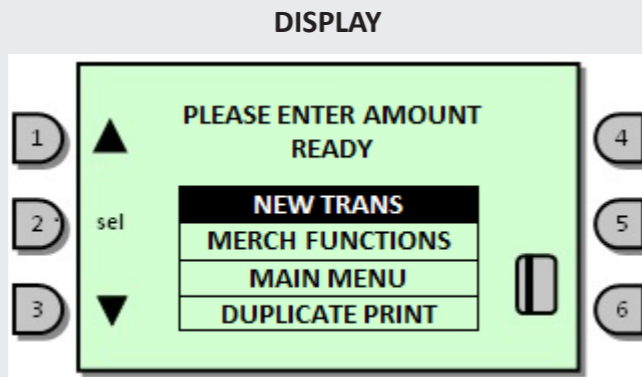 DISPLAY
PLEASE ENTER AMOUNT
READY
1
4
NEW TRANS
2
sel
5
MERCH FUNCTIONS
MAIN MENU
3
6
DUPLICATE PRINT